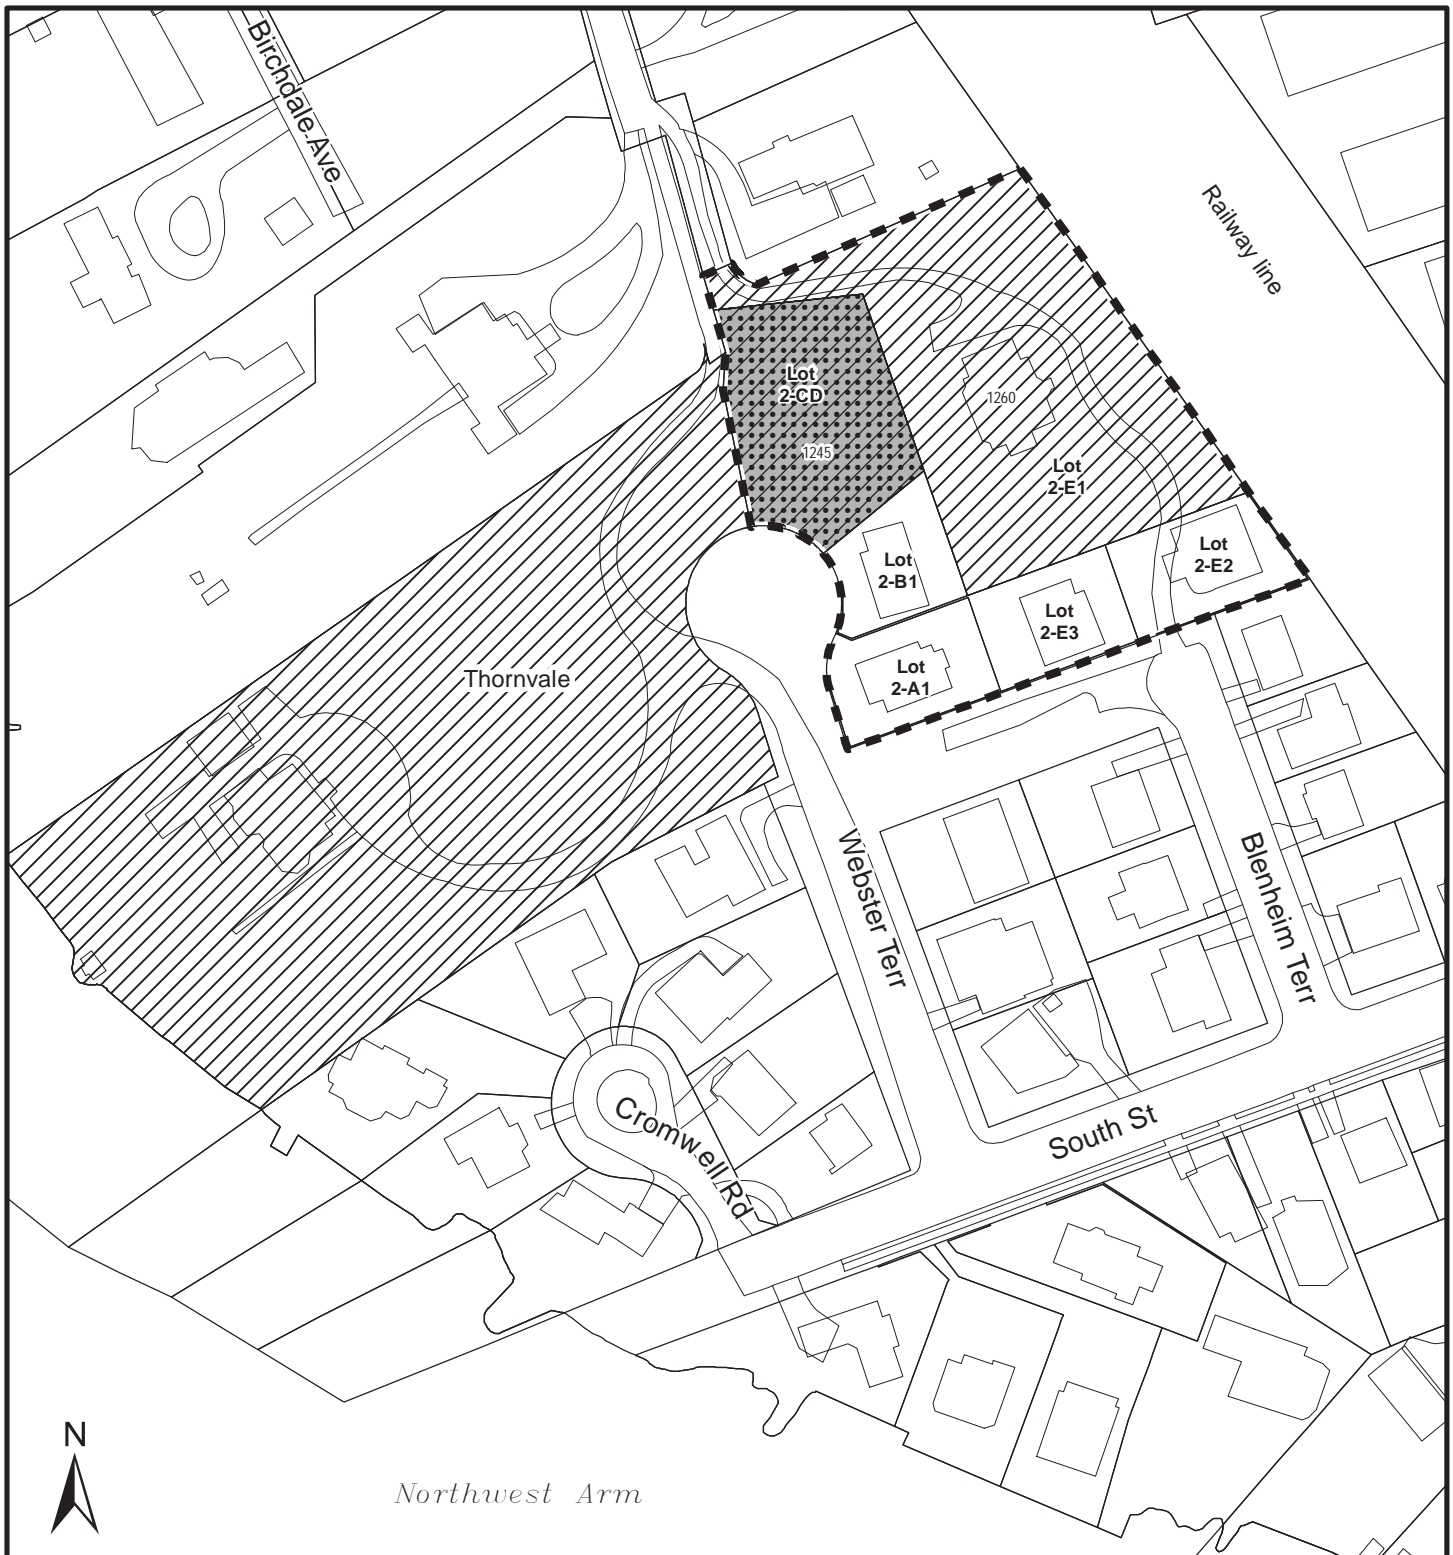 Birchdale Ave
Railway line
Lot
2-CD
1260
1245
Lot
2-E1
Lot
2-B1
Lot
2-E2
Lot
2-E3
Lot
2-A1
Thornvale
Webster Terr
Blenheim Terr
Cromwell Rd
South St
N
Northwest Arm